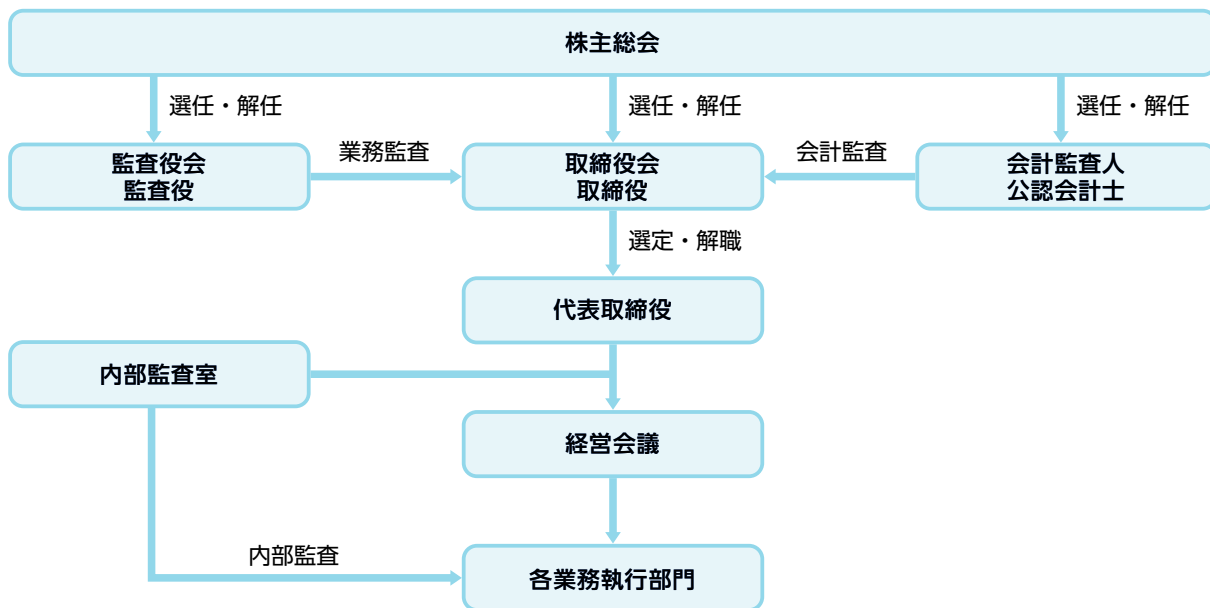 株主総会
選任・解任
選任・解任
選任・解任
監査役会
監査役
業務監査
取締役会
取締役
会計監査
会計監査人
公認会計士
選定・解職
代表取締役
内部監査室
経営会議
内部監査
各業務執行部門